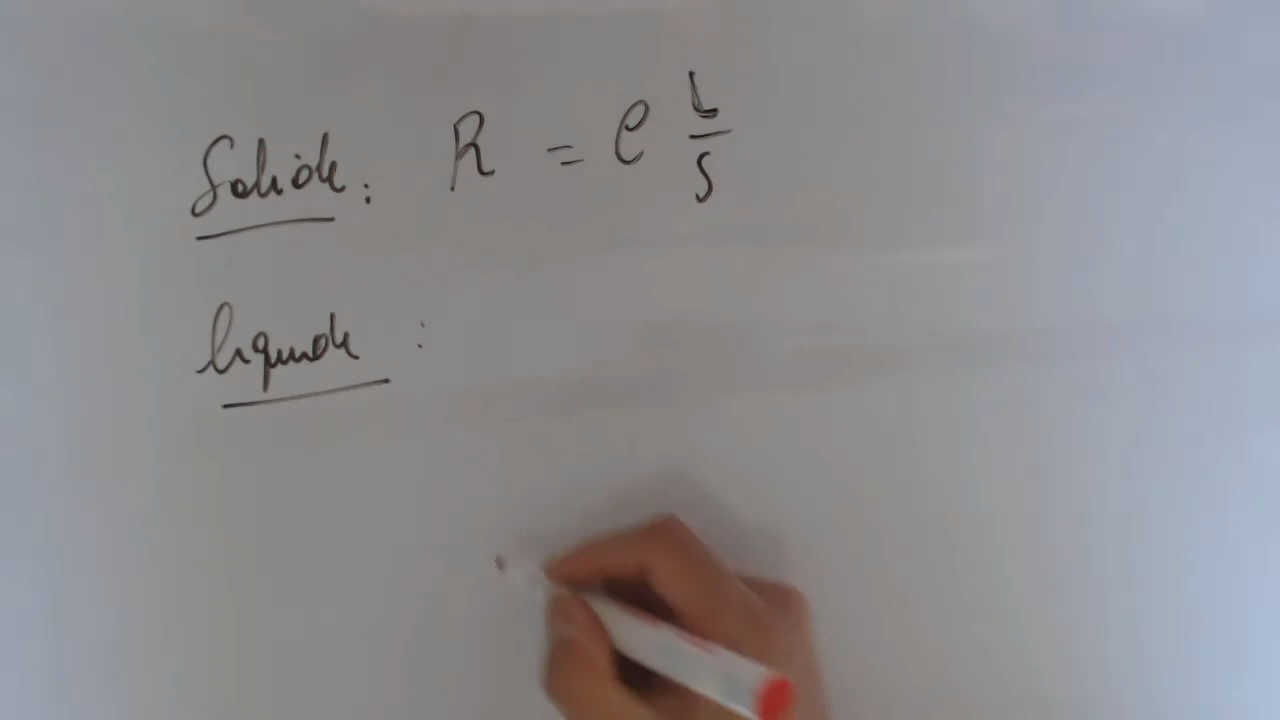 Solide : R = ρ L/S
liquide :